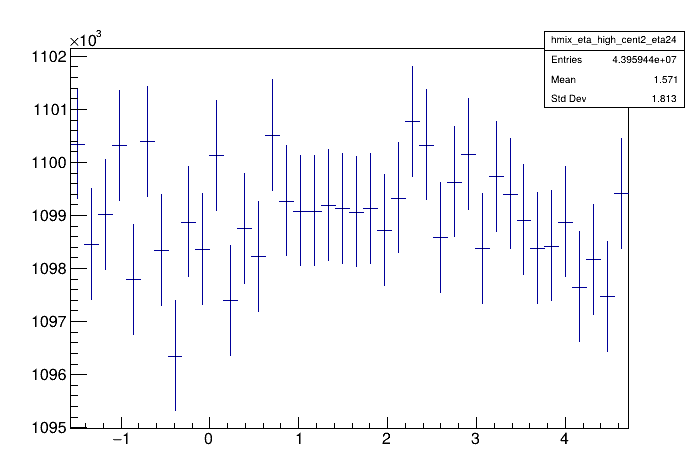 ×10³
hmix_eta_high_cent2_eta24
Entries 4.395944e+07
Mean 1.571
Std Dev 1.813
1102
1101
1100
1099
1098
1097
1096
1095
−1 0 1 2 3 4